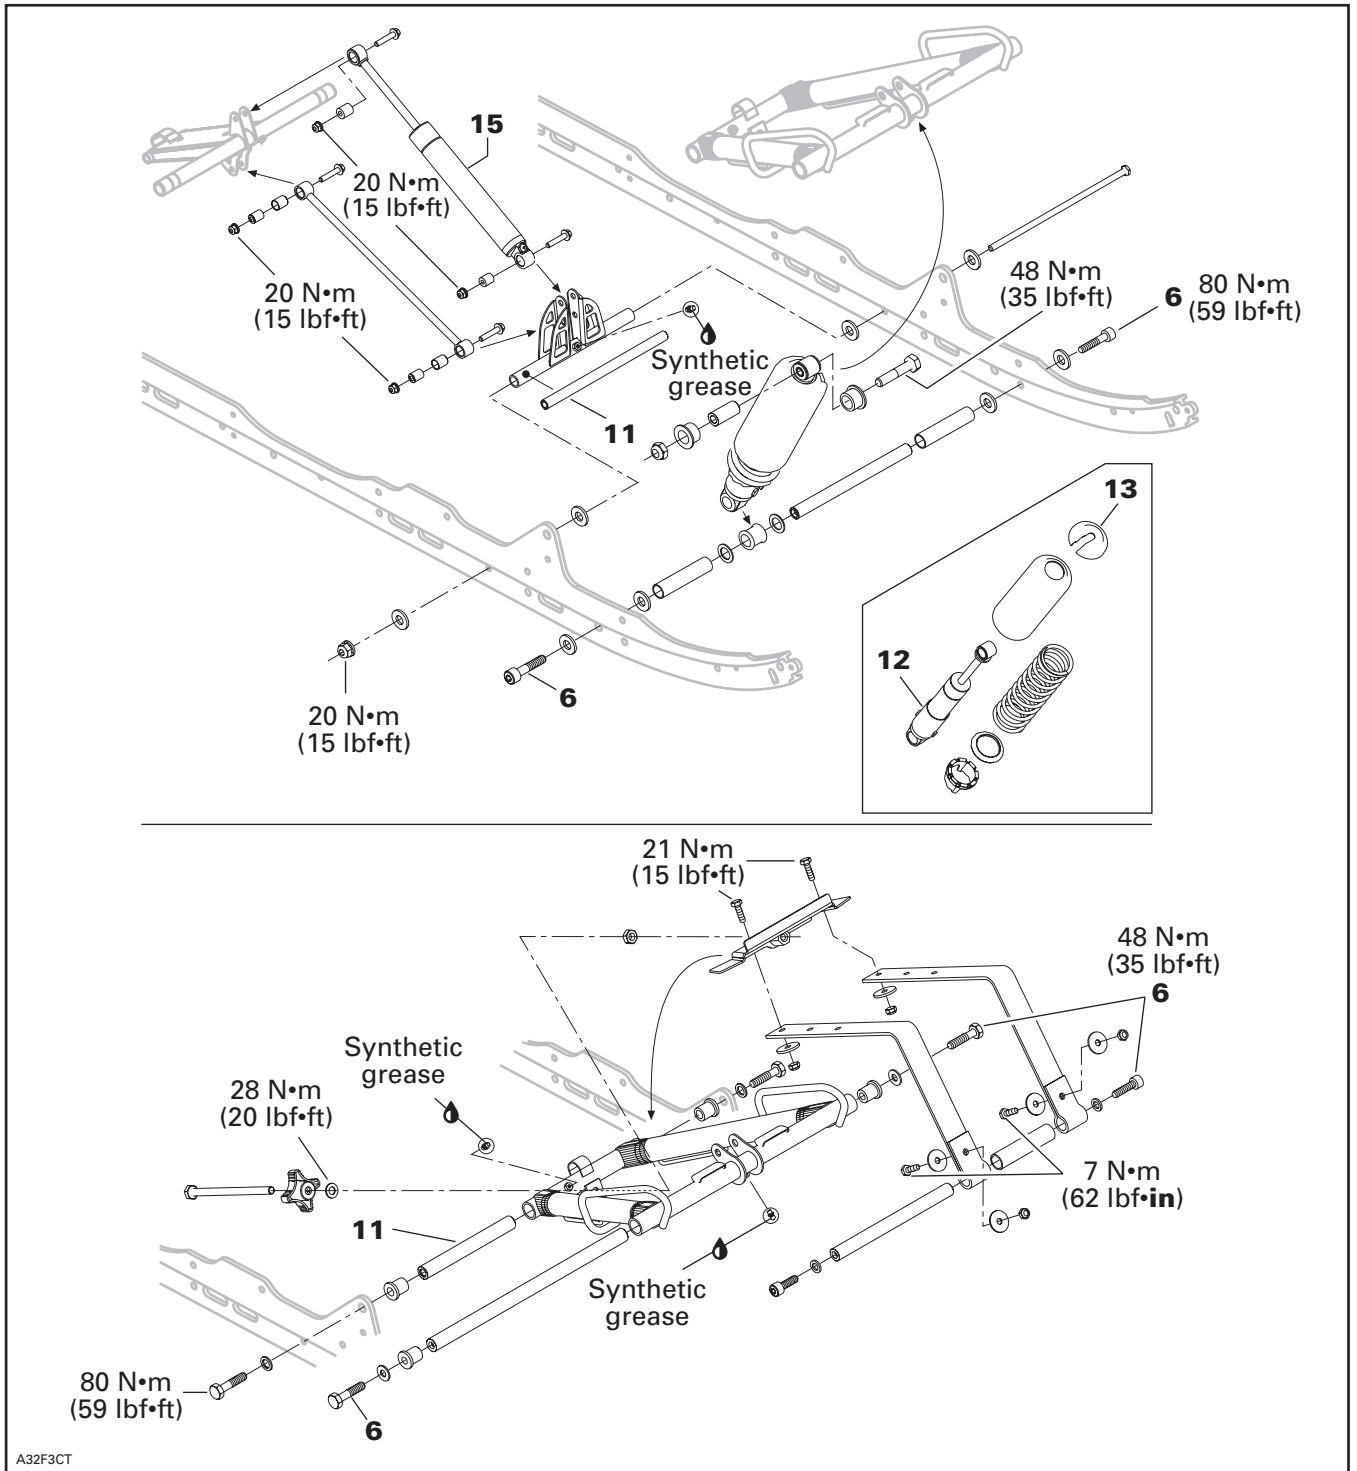 15
20 N•m
(15 lbf•ft)
20 N•m
(15 lbf•ft)
48 N•m
(35 lbf•ft)
6
80 N•m
(59 lbf•ft)
Synthetic
grease
11
13
12
6
20 N•m
(15 lbf•ft)
21 N•m
(15 lbf•ft)
48 N•m
(35 lbf•ft)
6
Synthetic
grease
28 N•m
(20 lbf•ft)
7 N•m
(62 lbf•in)
11
Synthetic
grease
80 N•m
(59 lbf•ft)
6
A32F3CT